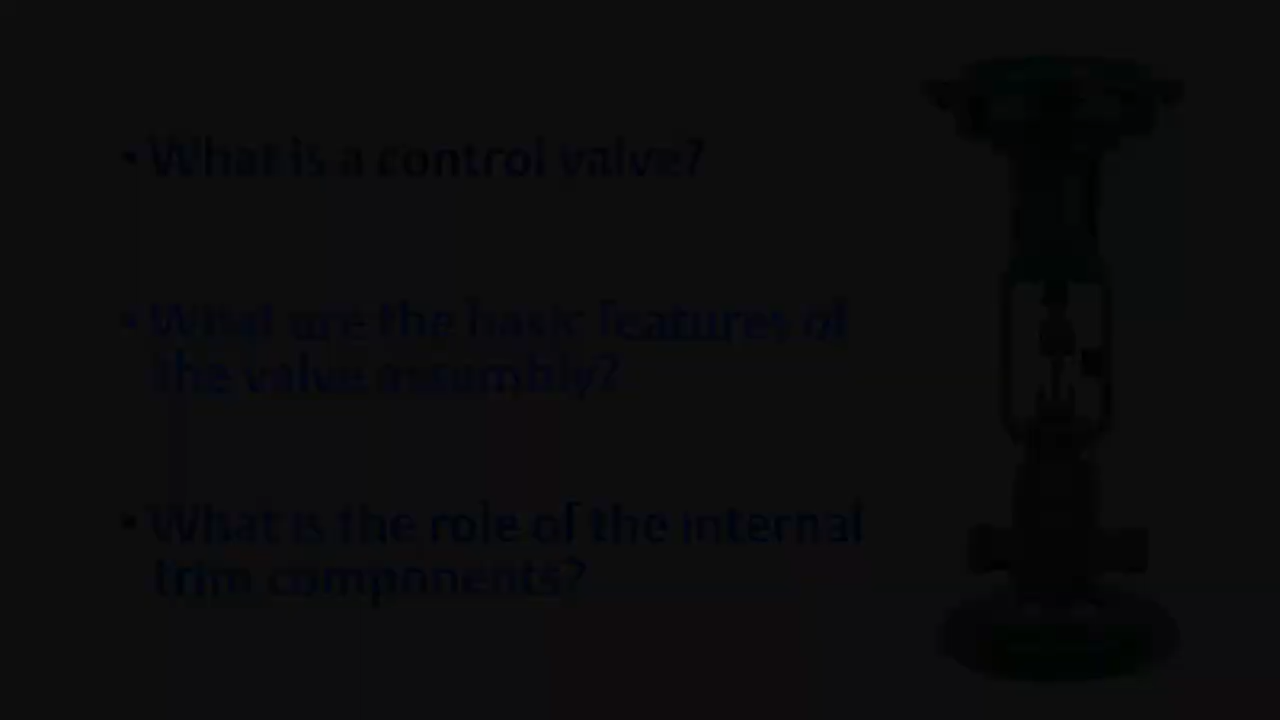 • What is a control valve?
• What are the basic features of
the valve assembly?
• What is the role of the internal
trim components?